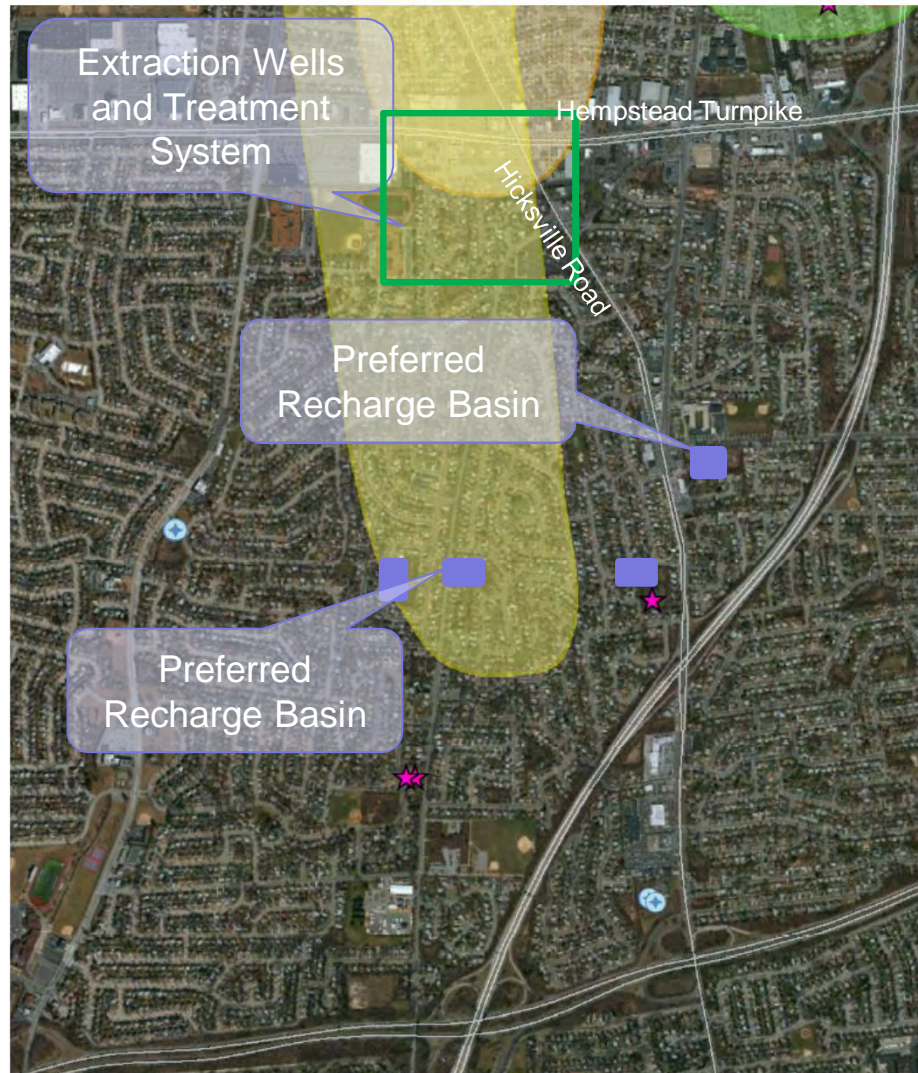 Extraction Wells
and Treatment
System
Hempstead Turnpike
Hicksville Road
Preferred
Recharge Basin
Preferred
Recharge Basin